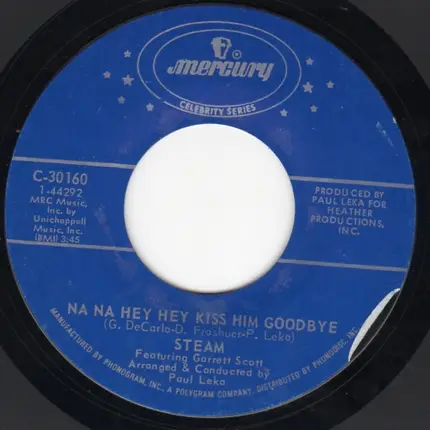 mercury
CELEBRITY SERIES
C-30160
1-44292
MRC Music,
Inc. by
Unichappell
Music, Inc.
(BMI) 3:45
PRODUCED BY
PAUL LEKA FOR
HEATHER
PRODUCTIONS,
INC.
NA NA HEY HEY KISS HIM GOODBYE
(G. DeCarlo-D. Frashuer-P. Leka)
STEAM
Featuring Garrett Scott
Arranged & Conducted by
Paul Leka
MANUFACTURED BY PHONOGRAM, INC. A POLYGRAM COMPANY. DISTRIBUTED BY PHONODISC, INC.